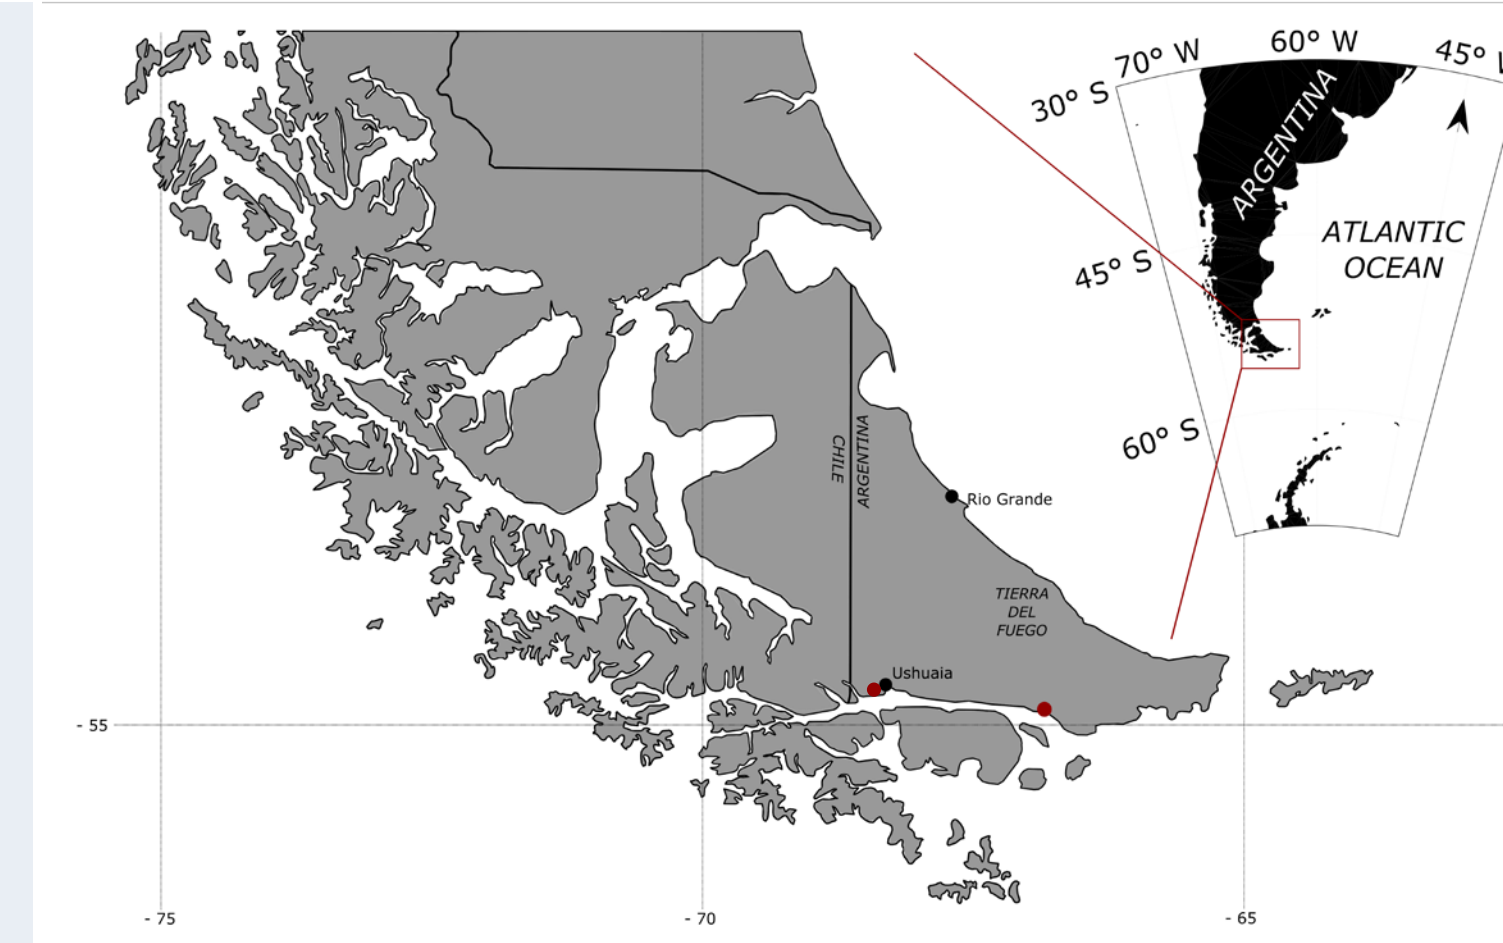 70° W
60° W
45° W
30° S
ARGENTINA
ATLANTIC
OCEAN
45° S
60° S
CHILE
ARGENTINA
Rio Grande
TIERRA
DEL
FUEGO
Ushuaia
- 55
- 75
- 70
- 65